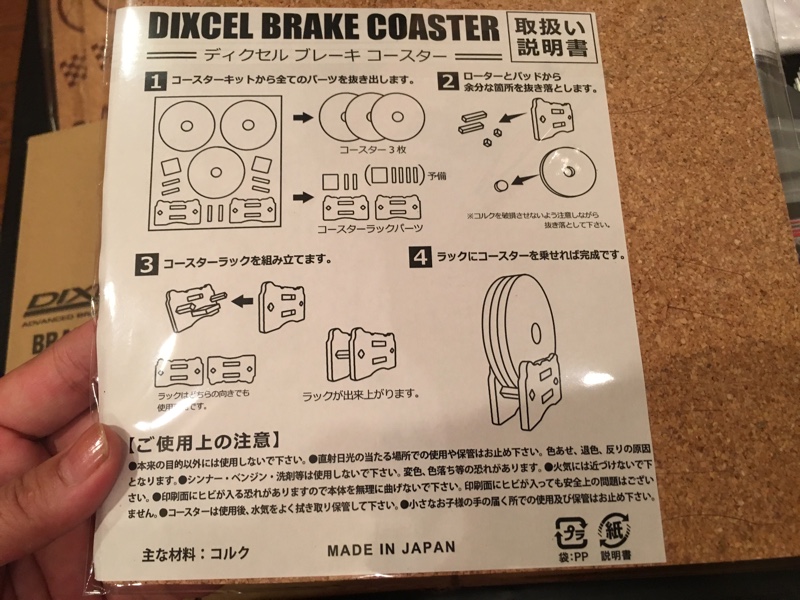 DIXCEL BRAKE COASTER
ディクセル ブレーキ コースター
取扱い
説明書
1 コースターキットから全てのパーツを抜き出します。
コースター3枚
予備
コースターラックパーツ
2 ローターとパッドから
余分な箇所を抜き落とします。
※コルクを破損させないよう注意しながら
抜き落として下さい。
3 コースターラックを組み立てます。
ラックはどちらの向きでも
使用
です。
ラックが出来上がります。
4 ラックにコースターを乗せれば完成です。
【ご使用上の注意】
●本来の目的以外には使用しないで下さい。●直射日光の当たる場所での使用や保管はお止め下さい。色あせ、退色、反りの原因
となります。●シンナー・ベンジン・洗剤等は使用しないで下さい。変色、色落ち等の恐れがあります。●火気には近づけないで下
さい。●印刷面にヒビが入る恐れがありますので本体を無理に曲げないで下さい。印刷面にヒビが入っても安全上の問題はござい
ません。●コースターは使用後、水気をよく拭き取り保管して下さい。●小さなお子様の手の届く所での使用及び保管はお止め下さい。
主な材料：コルク
MADE IN JAPAN
プラ
袋:PP
紙
説明書
DIX
ADVANCED
BRA